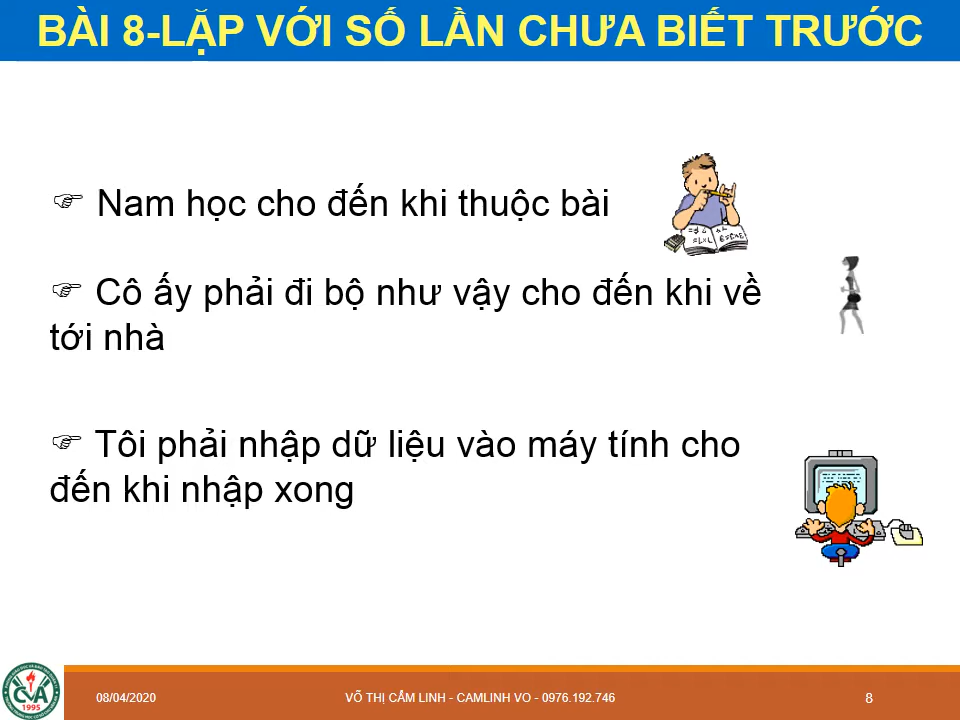 BÀI 8-LẶP VỚI SỐ LẦN CHƯA BIẾT TRƯỚC
☞ Nam học cho đến khi thuộc bài
☞ Cô ấy phải đi bộ như vậy cho đến khi về
tới nhà
☞ Tôi phải nhập dữ liệu vào máy tính cho
đến khi nhập xong
CVA
1995
08/04/2020
VÕ THỊ CẨM LINH - CAMLINH VO - 0976.192.746
8